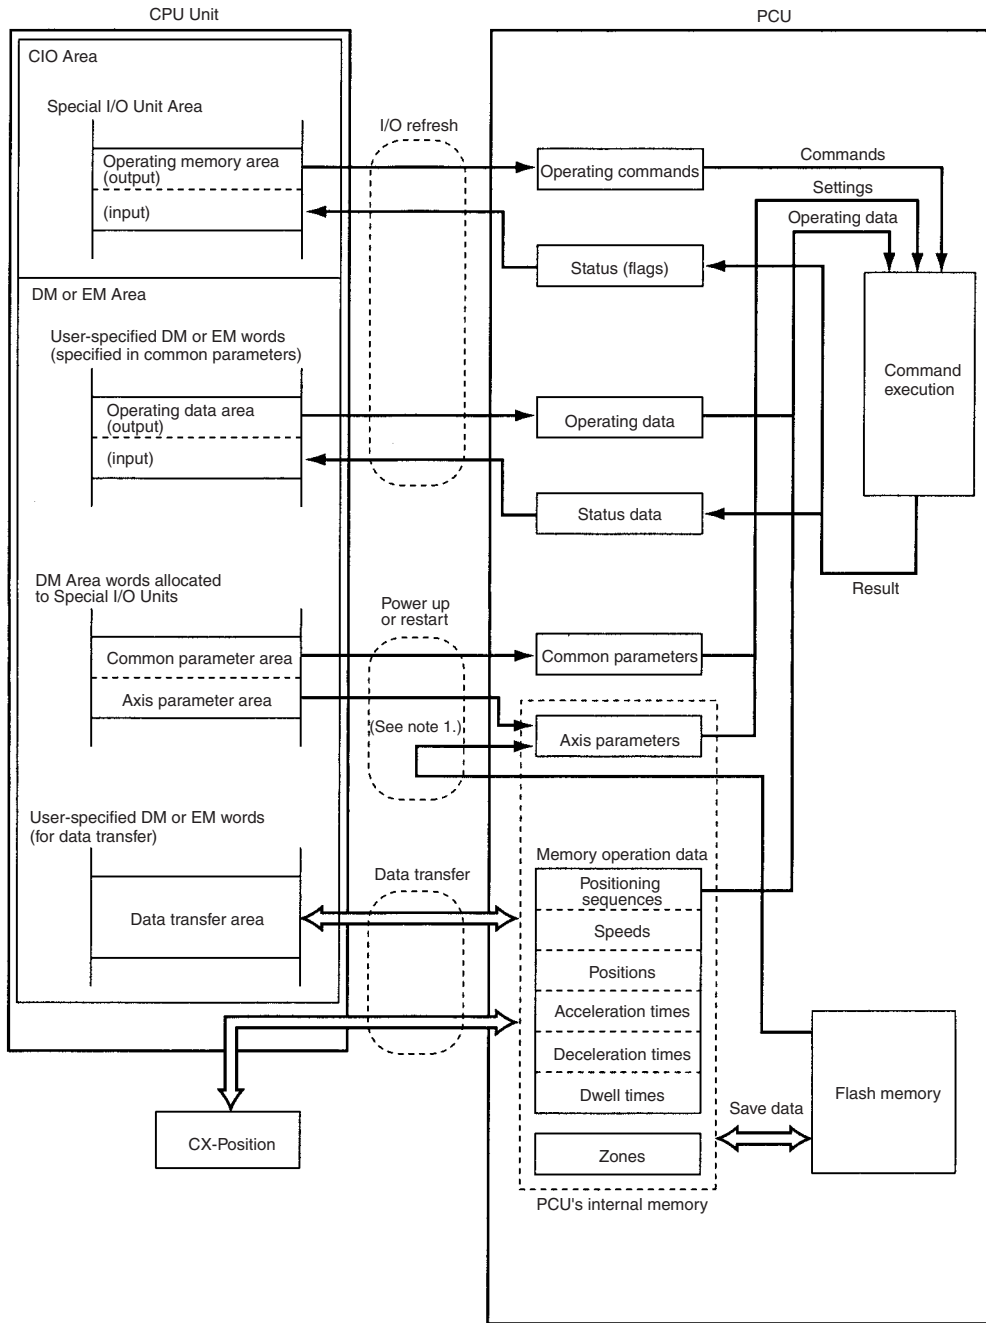 CPU Unit
PCU
CIO Area
Special I/O Unit Area
I/O refresh
Operating memory area
(output)
(input)
Operating commands
Commands
Settings
Operating data
Status (flags)
DM or EM Area
User-specified DM or EM words
(specified in common parameters)
Operating data area
(output)
(input)
Operating data
Command
execution
Status data
Result
DM Area words allocated
to Special I/O Units
Power up
or restart
Common parameter area
Axis parameter area
Common parameters
(See note 1.)
Axis parameters
User-specified DM or EM words
(for data transfer)
Data transfer
Data transfer area
Memory operation data
Positioning
sequences
Speeds
Positions
Acceleration times
Deceleration times
Dwell times
Zones
PCU's internal memory
Save data
Flash memory
CX-Position